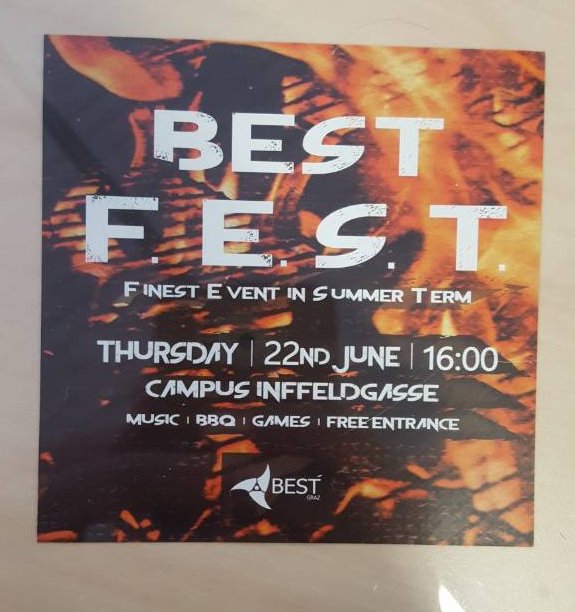 BEST
F.E.S.T.
FINEST EVENT IN SUMMER TERM
THURSDAY | 22ND JUNE | 16:00
CAMPUS INFFELDGASSE
MUSIC | BBQ | GAMES | FREE ENTRANCE
BEST
GRAZ